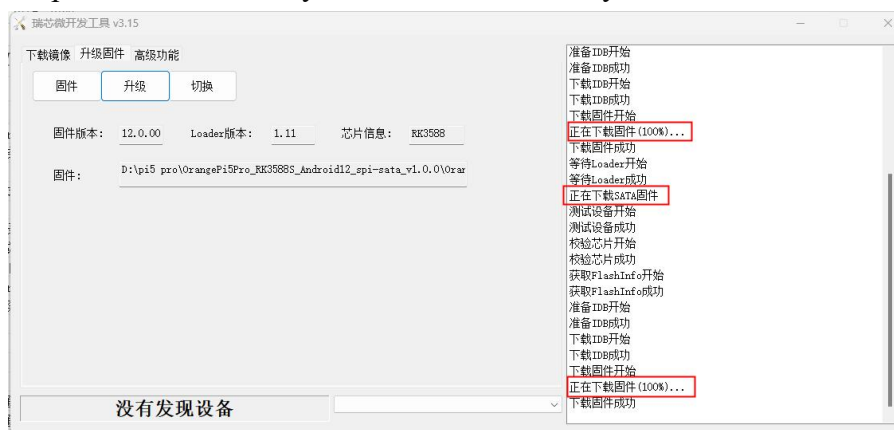 瑞芯微开发工具 v3.15
下载镜像 升级固件 高级功能
固件 升级 切换
固件版本: 12.0.00 Loader版本: 1.11 芯片信息: RK3588
固件: D:\pi5 pro\OrangePi5Pro_RK3588S_Android12_spi-sata_v1.0.0\Orar
没有发现设备
准备IDB开始
准备IDB成功
下载IDB开始
下载IDB成功
下载固件开始
正在下载固件(100%)...
下载固件成功
等待Loader开始
等待Loader成功
正在下载SATA固件
测试设备开始
测试设备成功
校验芯片开始
校验芯片成功
获取FlashInfo开始
获取FlashInfo成功
准备IDB开始
准备IDB成功
下载IDB开始
下载IDB成功
下载固件开始
正在下载固件(100%)...
下载固件成功